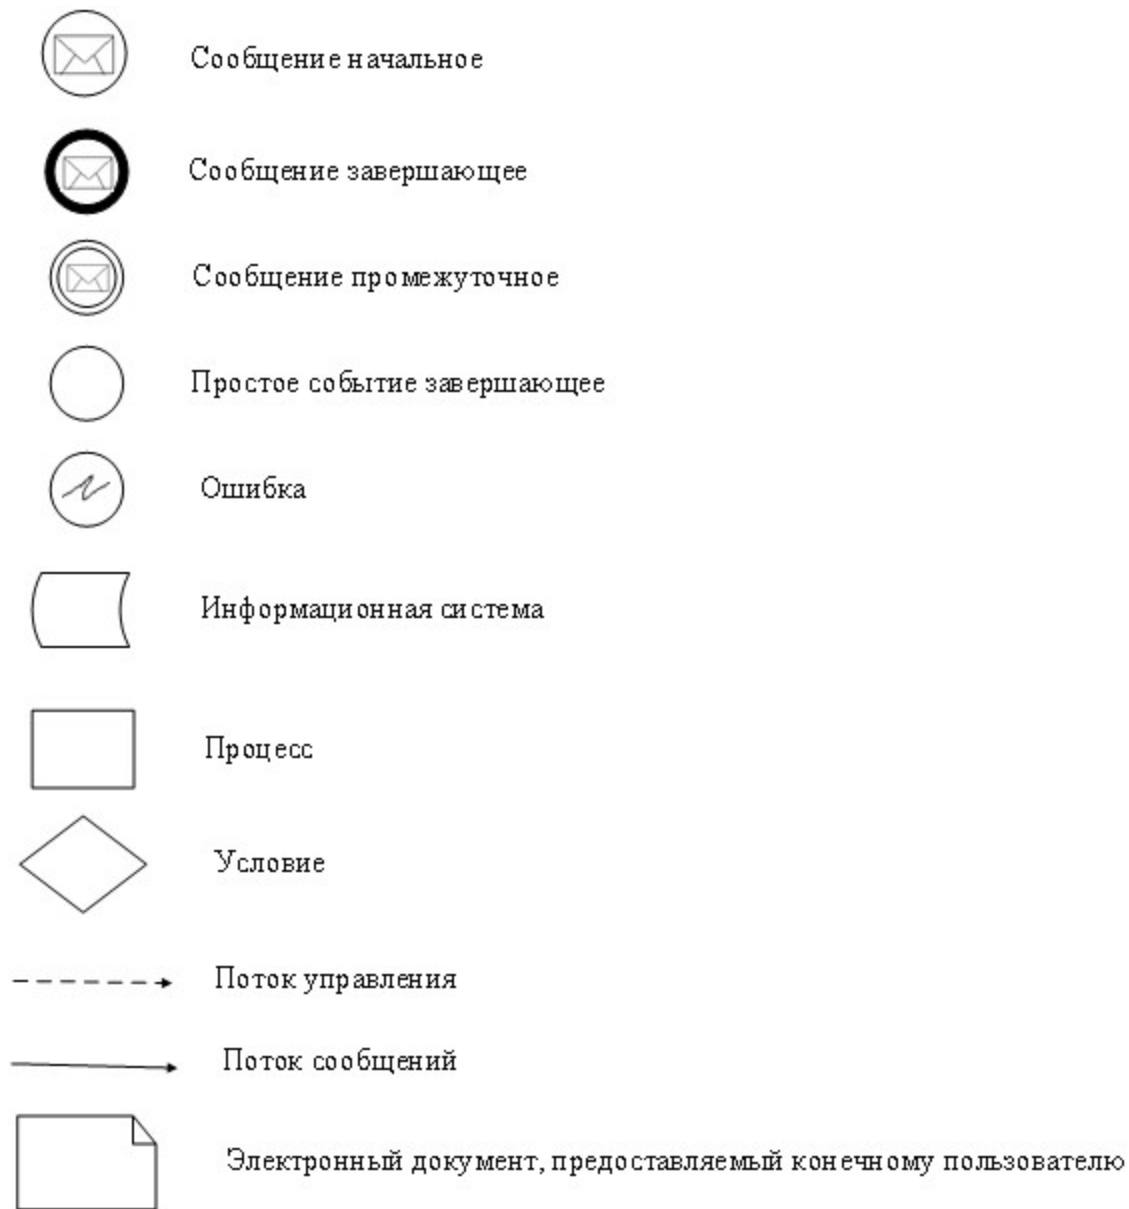 Сообщение начальное
Сообщение завершающее
Сообщение промежуточное
Простое событие завершающее
Ошибка
Информационная система
Процесс
Условие
Поток управления
Поток сообщений
Электронный документ, предоставляемый конечному пользователю